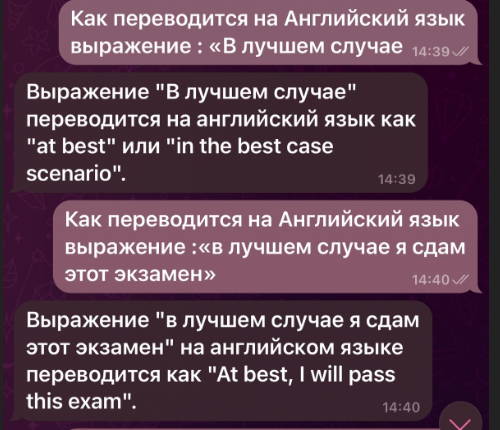 Как переводится на Английский язык
выражение : «В лучшем случае 14:39
Выражение "В лучшем случае"
переводится на английский язык как
"at best" или "in the best case
scenario". 14:39
Как переводится на Английский язык
выражение :«в лучшем случае я сдам
этот экзамен» 14:40
Выражение "в лучшем случае я сдам
этот экзамен" на английском языке
переводится как "At best, I will pass
this exam". 14:40